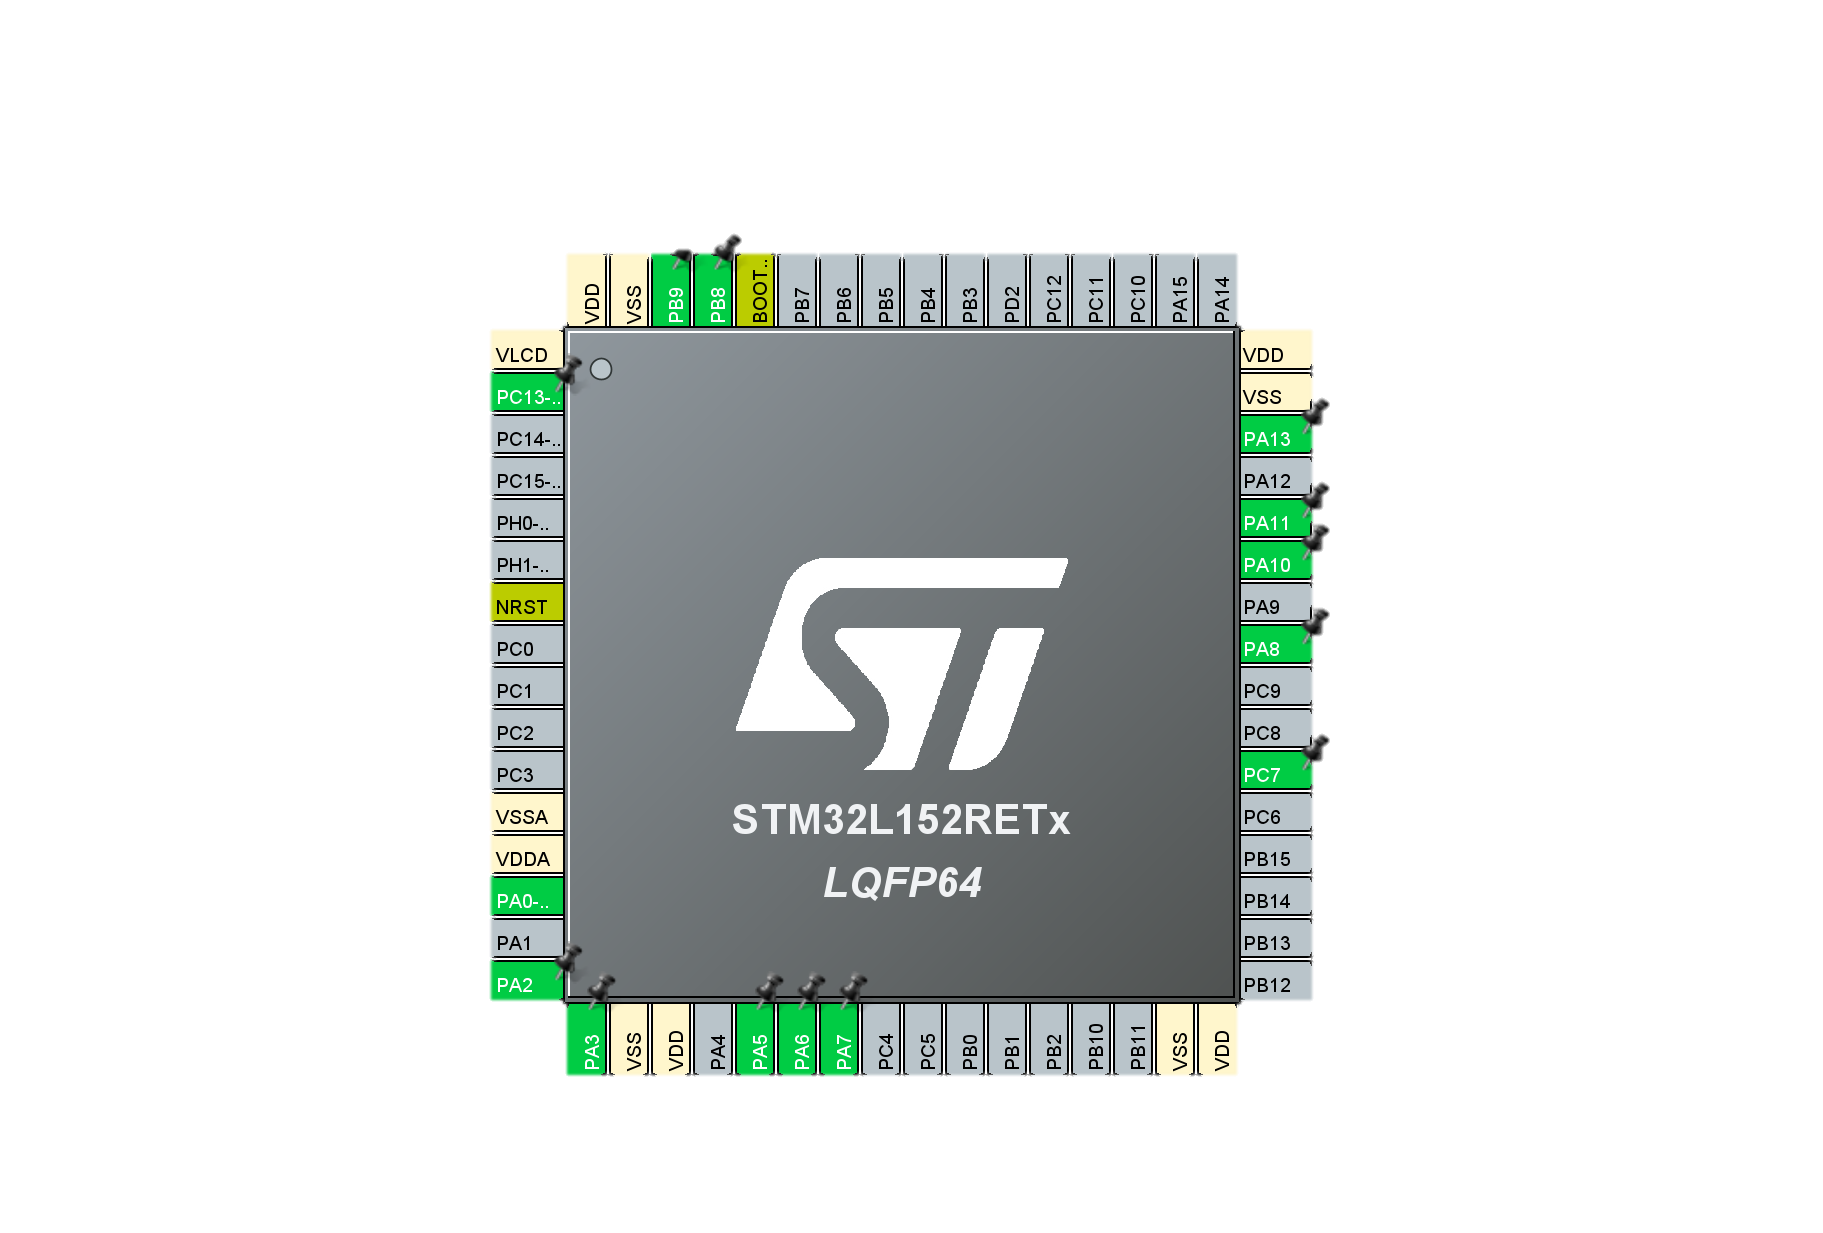 VDD
VSS
PB9
PB8
BOOT..
PB7
PB6
PB5
PB4
PB3
PD2
PC12
PC11
PC10
PA15
PA14
VLCD
PC13-..
PC14-..
PC15-..
PH0-..
PH1-..
NRST
PC0
PC1
PC2
PC3
VSSA
VDDA
PA0-..
PA1
PA2
VDD
VSS
PA13
PA12
PA11
PA10
PA9
PA8
PC9
PC8
PC7
PC6
PB15
PB14
PB13
PB12
ST
STM32L152RETx
LQFP64
PA3
VSS
VDD
PA4
PA5
PA6
PA7
PC4
PC5
PB0
PB1
PB2
PB10
PB11
VSS
VDD